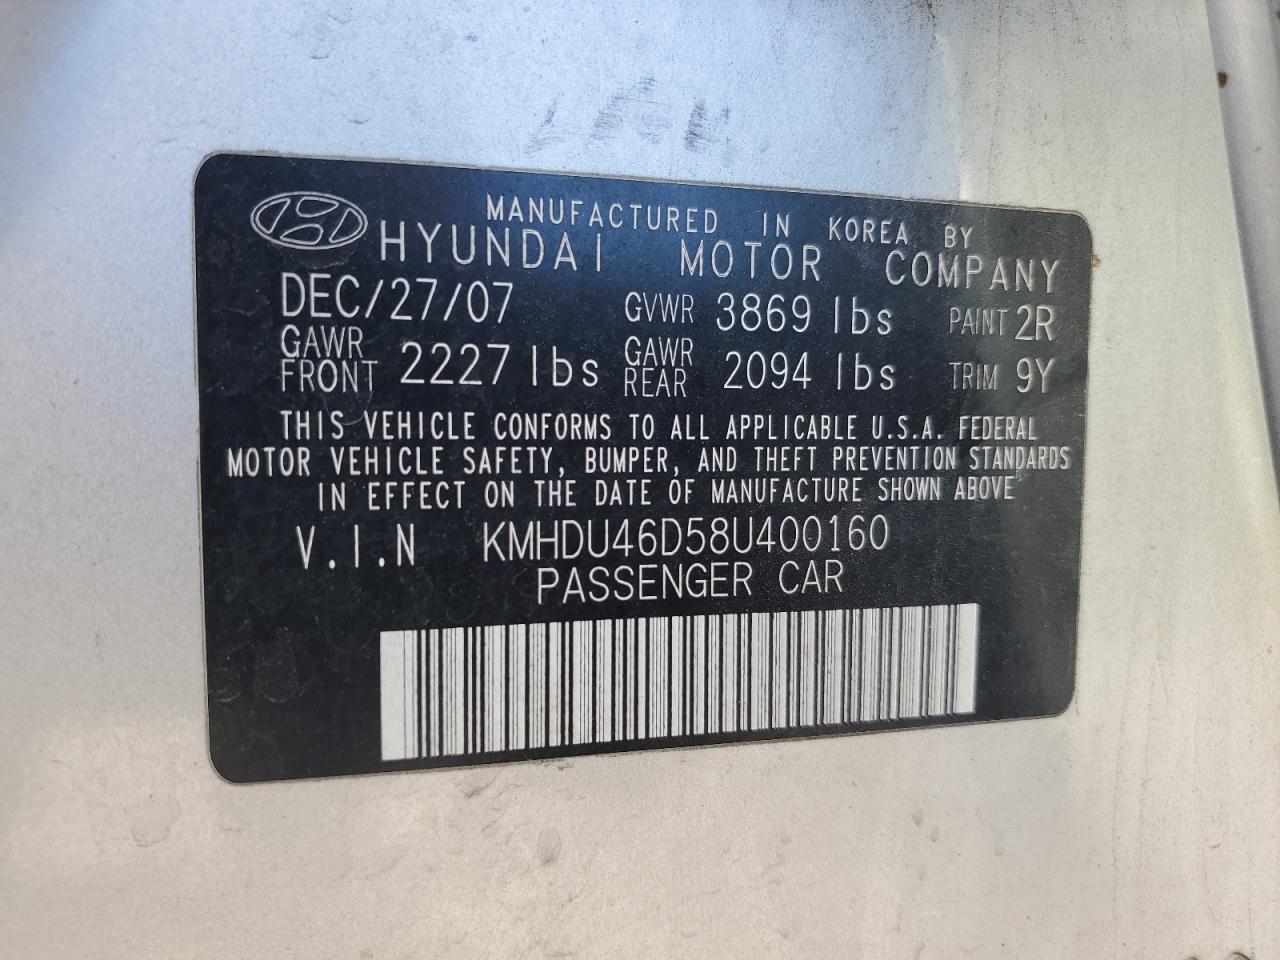 MANUFACTURED IN KOREA BY
HYUNDAI MOTOR COMPANY
DEC/27/07 GVWR 3869 lbs PAINT 2R
GAWR FRONT 2227 lbs GAWR REAR 2094 lbs TRIM 9Y
THIS VEHICLE CONFORMS TO ALL APPLICABLE U.S.A. FEDERAL
MOTOR VEHICLE SAFETY, BUMPER, AND THEFT PREVENTION STANDARDS
IN EFFECT ON THE DATE OF MANUFACTURE SHOWN ABOVE
V.I.N KMHDU46D58U400160
PASSENGER CAR